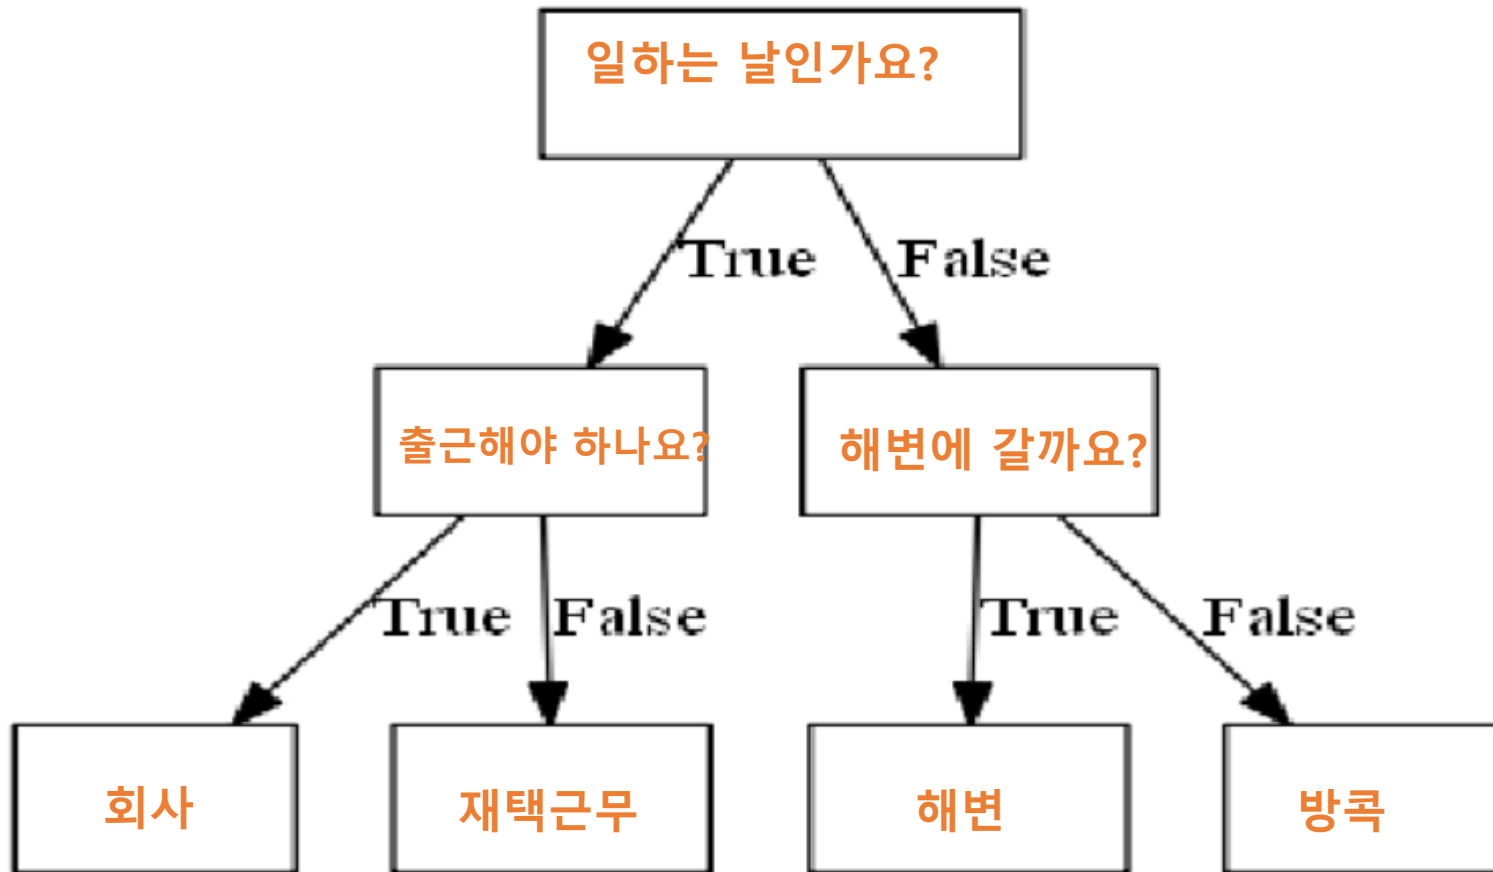 일하는 날인가요?
True
False
출근해야 하나요?
해변에 갈까요?
True
False
True
False
회사
재택근무
해변
방콕